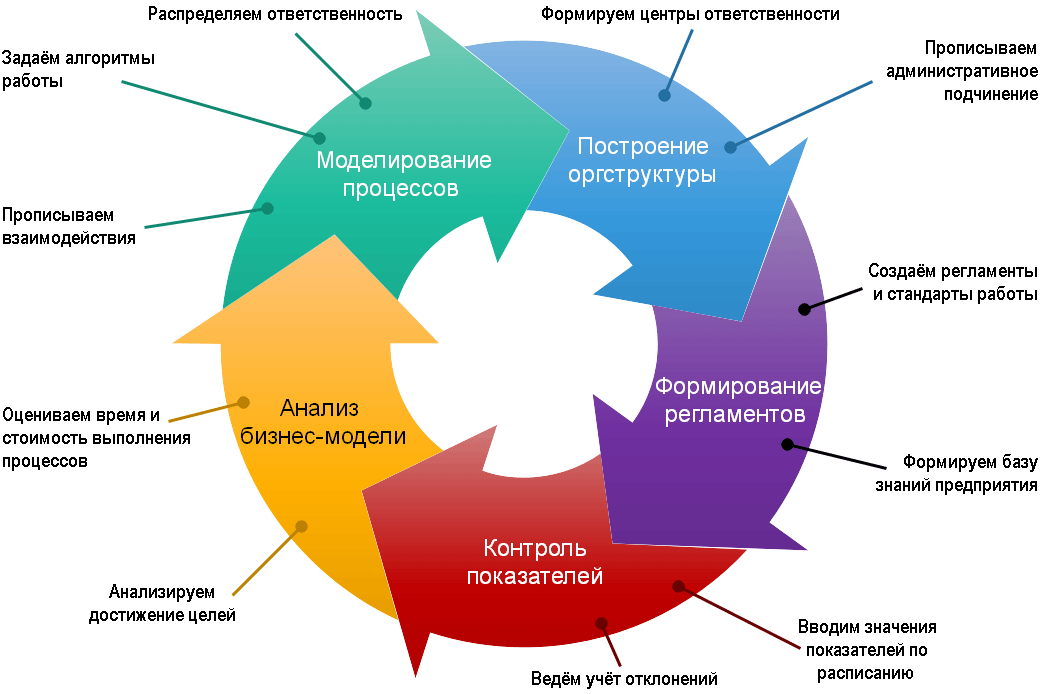 Распределяем ответственность
Формируем центры ответственности
Задаём алгоритмы
работы
Прописываем
административное
подчинение
Моделирование
процессов
Построение
оргструктуры
Прописываем
взаимодействия
Создаём регламенты
и стандарты работы
Формирование
регламентов
Оцениваем время и
стоимость выполнения
процессов
Анализ
бизнес-модели
Формируем базу
знаний предприятия
Контроль
показателей
Анализируем
достижение целей
Вводим значения
показателей по
расписанию
Ведём учёт отклонений